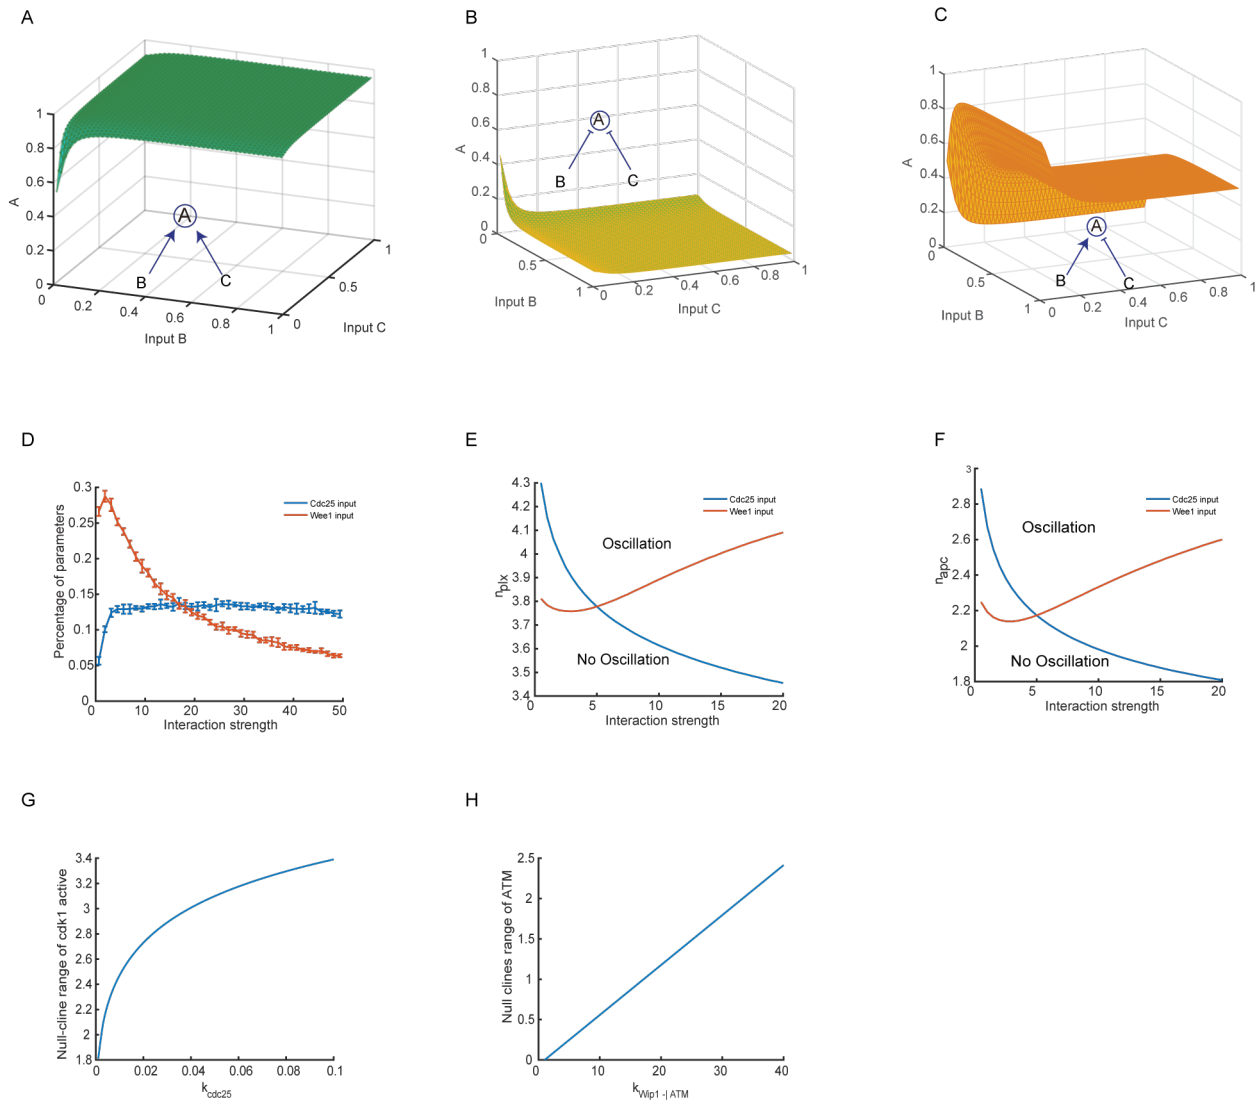 A
B
C
A
1
0.8
0.6
0.4
0.2
0
0
0.2
0.4
0.6
0.8
1
0
0.5
1
Input B
Input C
A
B
C
A
1
0.8
0.6
0.4
0.2
0
0
0.5
1
0
0.2
0.4
0.6
0.8
1
Input B
Input C
A
B
C
A
1
0.8
0.6
0.4
0.2
0
0
0.5
1
0
0.2
0.4
0.6
0.8
1
Input B
Input C
A
B
C
D
E
F
Percentage of parameters
0.3
0.25
0.2
0.15
0.1
0.05
0
0
10
20
30
40
50
Interaction strength
Cdc25 input
Wee1 input
nplx
4.3
4.2
4.1
4
3.9
3.8
3.7
3.6
3.5
3.4
0
5
10
15
20
Interaction strength
Cdc25 input
Wee1 input
Oscillation
No Oscillation
napc
3
3
2.6
2.2
2
1.8
0
5
10
15
20
Interaction strength
Cdc25 input
Wee1 input
Oscillation
No Oscillation
G
H
Null-cline range of cdk1 active
3.4
3.2
3
2.8
2.6
2.4
2.2
2
1.8
0
0.02
0.04
0.06
0.08
0.1
kcdc25
Null clines range of ATM
2.5
2
1.5
1
0.5
0
0
10
20
30
40
kWip1 -| ATM